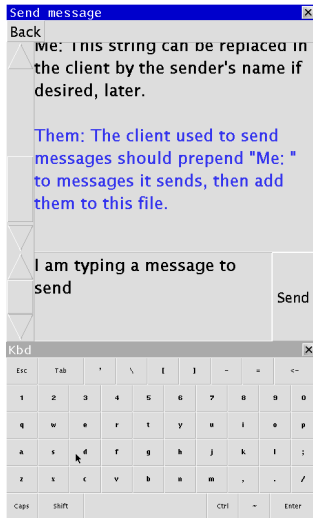 Send message
Back
Me: This string can be replaced in
the client by the sender's name if
desired, later.
Them: The client used to send
messages should prepend "Me: "
to messages it sends, then add
them to this file.
I am typing a message to
send
Send
Kbd
Esc Tab ' \ [ ] - = <-
1 2 3 4 5 6 7 8 9 0
q w e r t y u i o p
a s d f g h j k l ;
z x c v b n m , . /
Caps Shift Ctrl ~ Enter